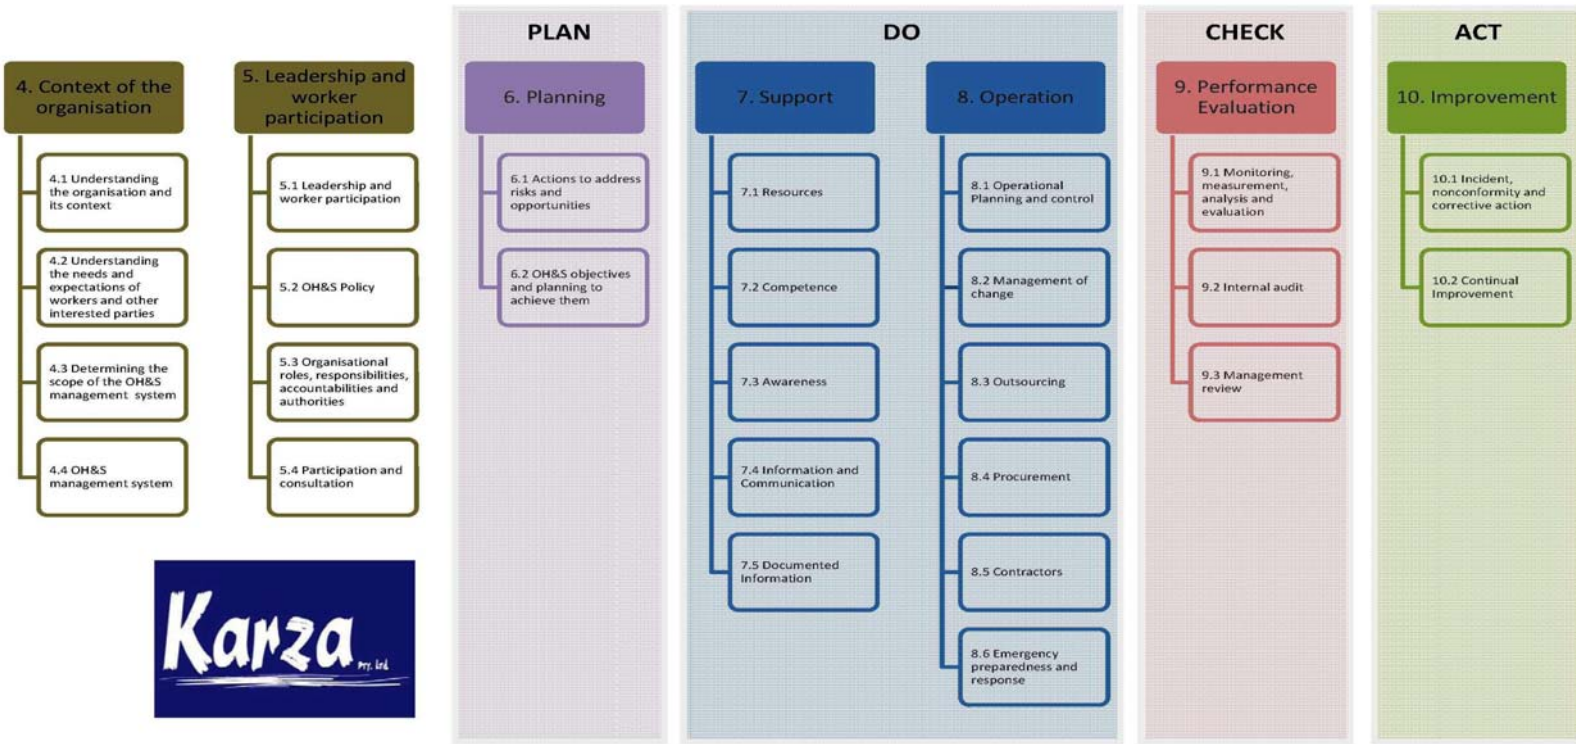 PLAN
DO
CHECK
ACT
4. Context of the
organisation
4.1 Understanding
the organisation and
its context
4.2 Understanding
the needs and
expectations of
workers and other
interested parties
4.3 Determining the
scope of the OH&S
management system
4.4 OH&S
management system
5. Leadership and
worker
participation
5.1 Leadership and
worker participation
5.2 OH&S Policy
5.3 Organisational
roles, responsibilities,
accountabilities and
authorities
5.4 Participation and
consultation
6. Planning
6.1 Actions to address
risks and
opportunities
6.2 OH&S objectives
and planning to
achieve them
7. Support
7.1 Resources
7.2 Competence
7.3 Awareness
7.4 Information and
Communication
7.5 Documented
Information
8. Operation
8.1 Operational
Planning and control
8.2 Management of
change
8.3 Outsourcing
8.4 Procurement
8.5 Contractors
8.6 Emergency
preparedness and
response
9. Performance
Evaluation
9.1 Monitoring,
measurement,
analysis and
evaluation
9.2 Internal audit
9.3 Management
review
10. Improvement
10.1 Incident,
nonconformity and
corrective action
10.2 Continual
Improvement
Karza
Pty. Ltd